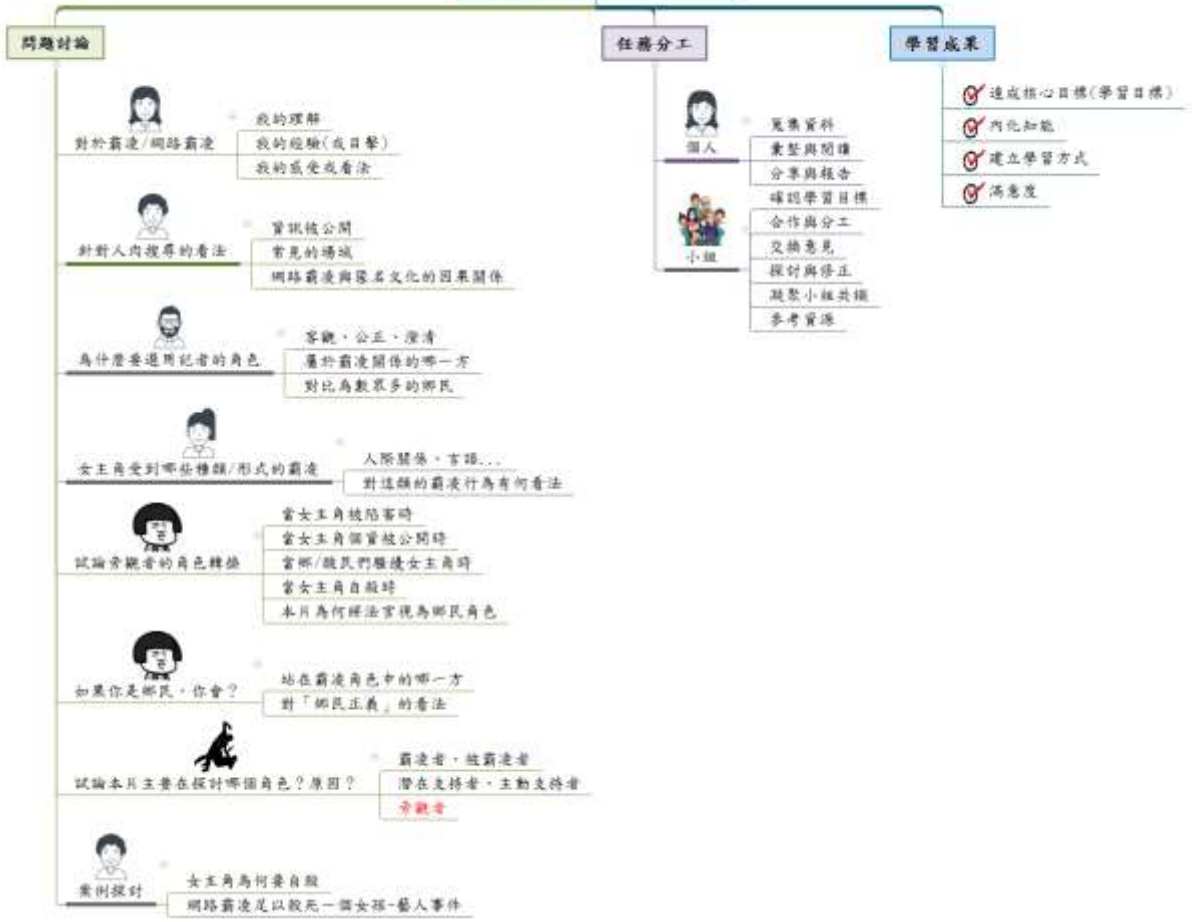 問題討論
對於霸凌/網路霸凌
我的理解
我的經驗(或目擊)
我的感受或看法
針對人肉搜尋的看法
資訊被公開
常見的場域
網路霸凌與匿名文化的因果關係
為什麼要選用記者的角色
客觀、公正、澄清
屬於霸凌關係的哪一方
對比為數眾多的鄉民
女主角受到哪些種類/形式的霸凌
人際關係、言語...
對這類的霸凌行為有何看法
試論旁觀者的角色轉換
當女主角被陷害時
當女主角個資被公開時
當鄉/酸民們騷擾女主角時
當女主角自殺時
本片為何將法官視為鄉民角色
如果你是鄉民，你會？
站在霸凌角色中的哪一方
對「鄉民正義」的看法
試論本片主要在探討哪個角色？原因？
霸凌者、被霸凌者
潛在支持者、主動支持者
旁觀者
案例探討
女主角為何要自殺
網路霸凌足以殺死一個女孩-藝人事件
任務分工
個人
蒐集資料
彙整與閱讀
分享與報告
小組
確認學習目標
合作與分工
交換意見
探討與修正
凝聚小組共識
參考資源
學習成果
達成核心目標(學習目標)
內化知能
建立學習方式
滿意度